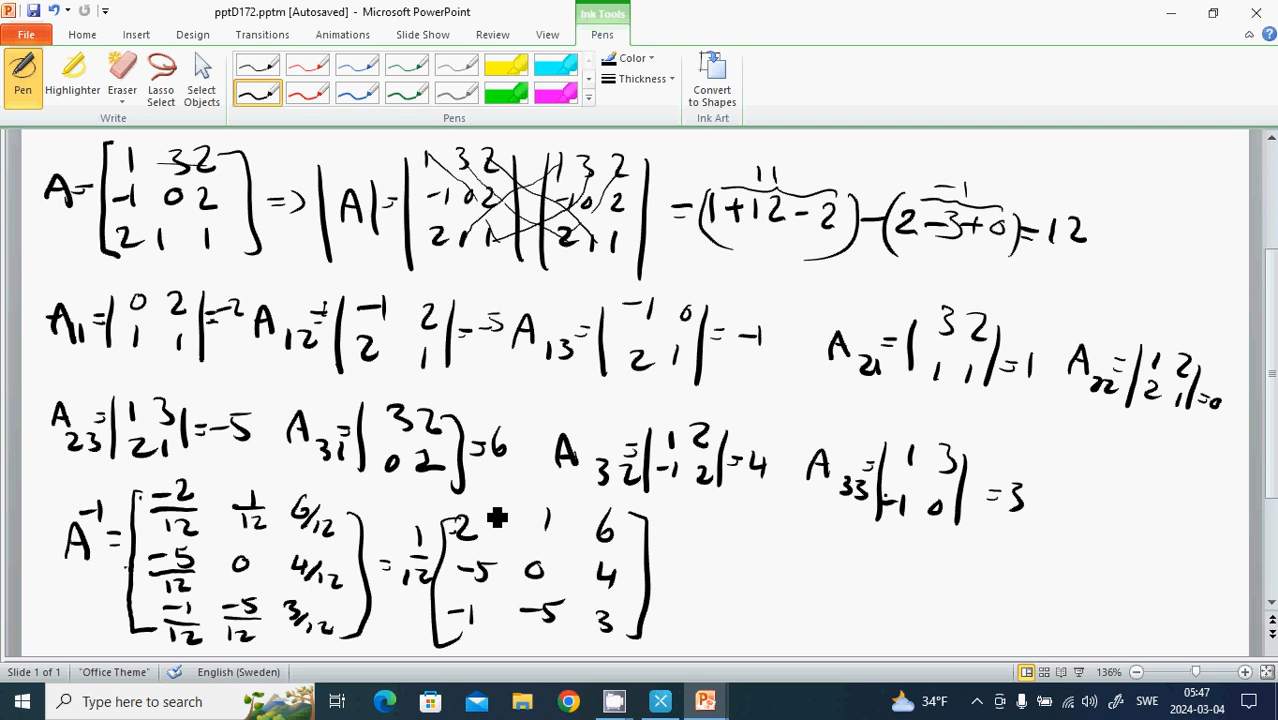 pptD172.pptm [Autosaved] - Microsoft PowerPoint
Ink Tools
File Home Insert Design Transitions Animations Slide Show Review View Pens
Pen Highlighter Eraser Lasso Select Select Objects
Color
Thickness
Convert to Shapes
Write Pens Ink Art
A= [1 3 2 => |A|= |1 3 2| |1 3 2| = (1+12-2) - (2-3+0) = 12
-1 0 2 -1 0 2 -1 0 2 11 -1
2 1 1] 2 1 1 2 1 1
A11=|0 2 =-2 A12=|-1 2 =-5 A13=|-1 0 =-1 A21=|3 2 =1 A22=|1 2 =0
1 1| 2 1| 2 1| 1 1| 2 1|
A23=|1 3 =-5 A31=|3 2 =6 A32=|1 2 =4 A33=|1 3 =3
2 1| 0 2| -1 2| -1 0|
A⁻¹ = [-2/12 1/12 6/12 = 1/12 [-2 1 6
-5/12 0 4/12 -5 0 4
-1/12 -5/12 3/12] -1 -5 3]
Slide 1 of 1 "Office Theme" English (Sweden) 136%
Type here to search 34°F SWE 05:47
2024-03-04